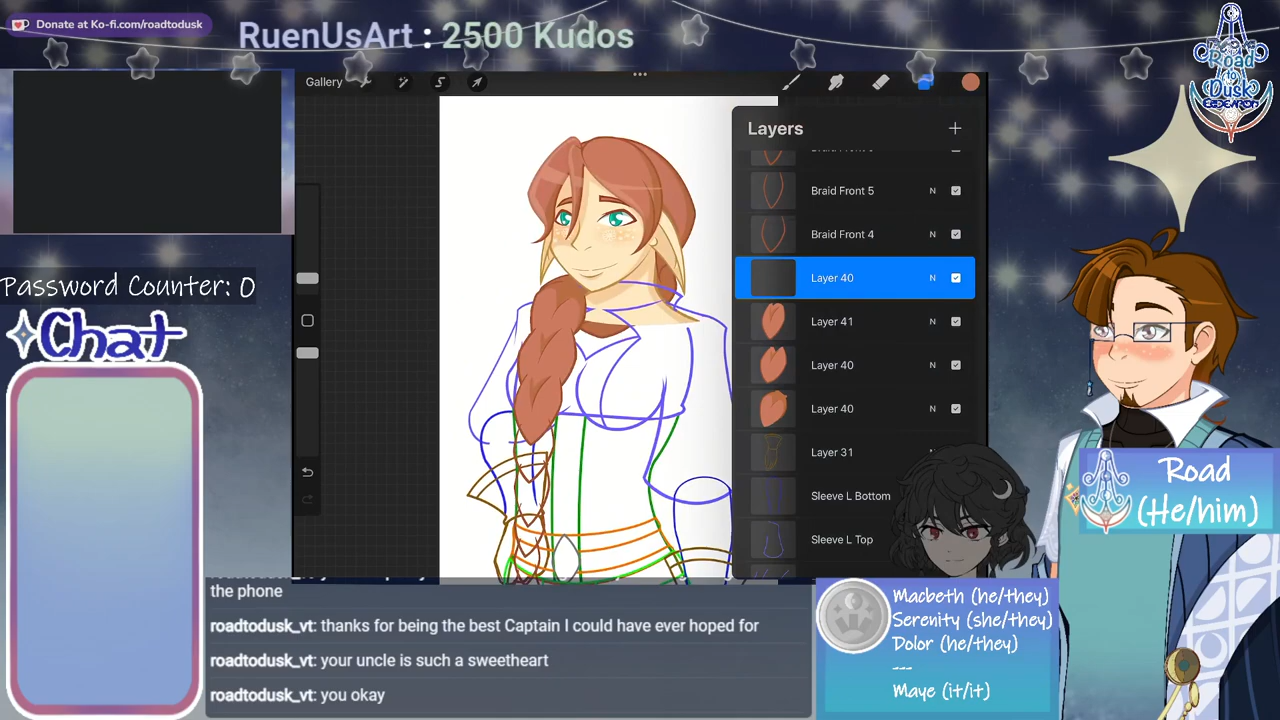 Donate at Ko-fi.com/roadtodusk
RuenUsArt : 2500 Kudos
Road
to
Dusk
Gallery
Layers
Braid Front 5
N
Braid Front 4
N
Layer 40
N
Layer 41
N
Layer 40
N
Layer 40
N
Layer 31
Sleeve L Bottom
Sleeve L Top
Password Counter: 0
Chat
the phone
roadtodusk_vt: thanks for being the best Captain I could have ever hoped for
roadtodusk_vt: your uncle is such a sweetheart
roadtodusk_vt: you okay
Road
(He/him)
Macbeth (he/they)
Serenity (she/they)
Dolor (he/they)
---
Maye (it/it)